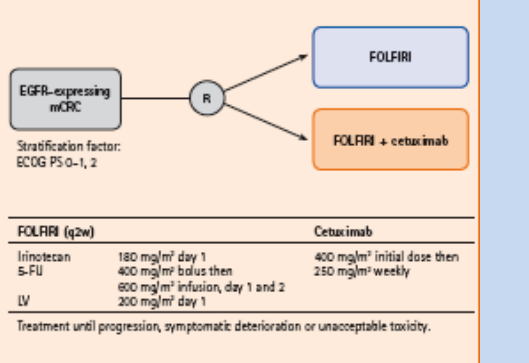 FOLFIRI
EGFR-expressing
mCRC
R
FOLFIRI + cetuximab
Stratification factor:
ECOG PS 0–1, 2
FOLFIRI (q2w) Cetuximab
Irinotecan 180 mg/m² day 1 400 mg/m² initial dose then
5-FU 400 mg/m² bolus then 250 mg/m² weekly
600 mg/m² infusion, day 1 and 2
LV 200 mg/m² day 1
Treatment until progression, symptomatic deterioration or unacceptable toxicity.